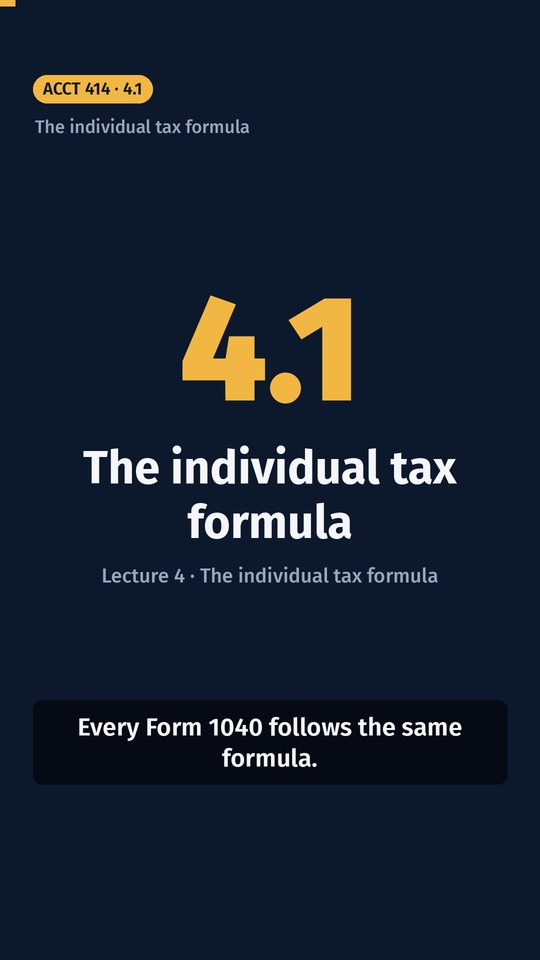 ACCT 414 · 4.1
The individual tax formula
4.1
The individual tax
formula
Lecture 4 · The individual tax formula
Every Form 1040 follows the same
formula.